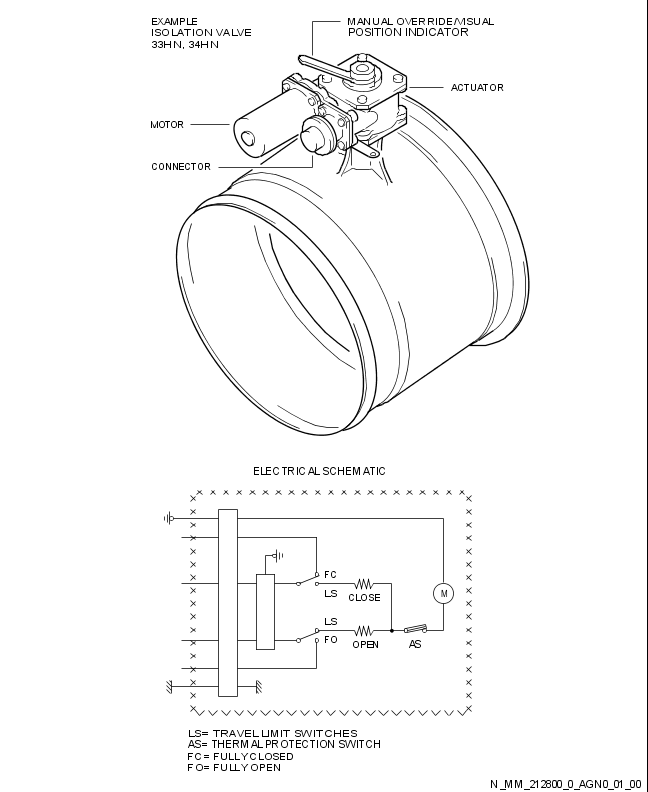 EXAMPLE
ISOLATION VALVE
33HN, 34HN
MANUAL OVERRIDE/VISUAL
POSITION INDICATOR
ACTUATOR
MOTOR
CONNECTOR
ELECTRICAL SCHEMATIC
FC
LS
CLOSE
M
LS
FO
OPEN
AS
LS= TRAVEL LIMIT SWITCHES
AS= THERMAL PROTECTION SWITCH
FC= FULLY CLOSED
FO= FULLY OPEN
N_MM_212800_0_AGN0_01_00